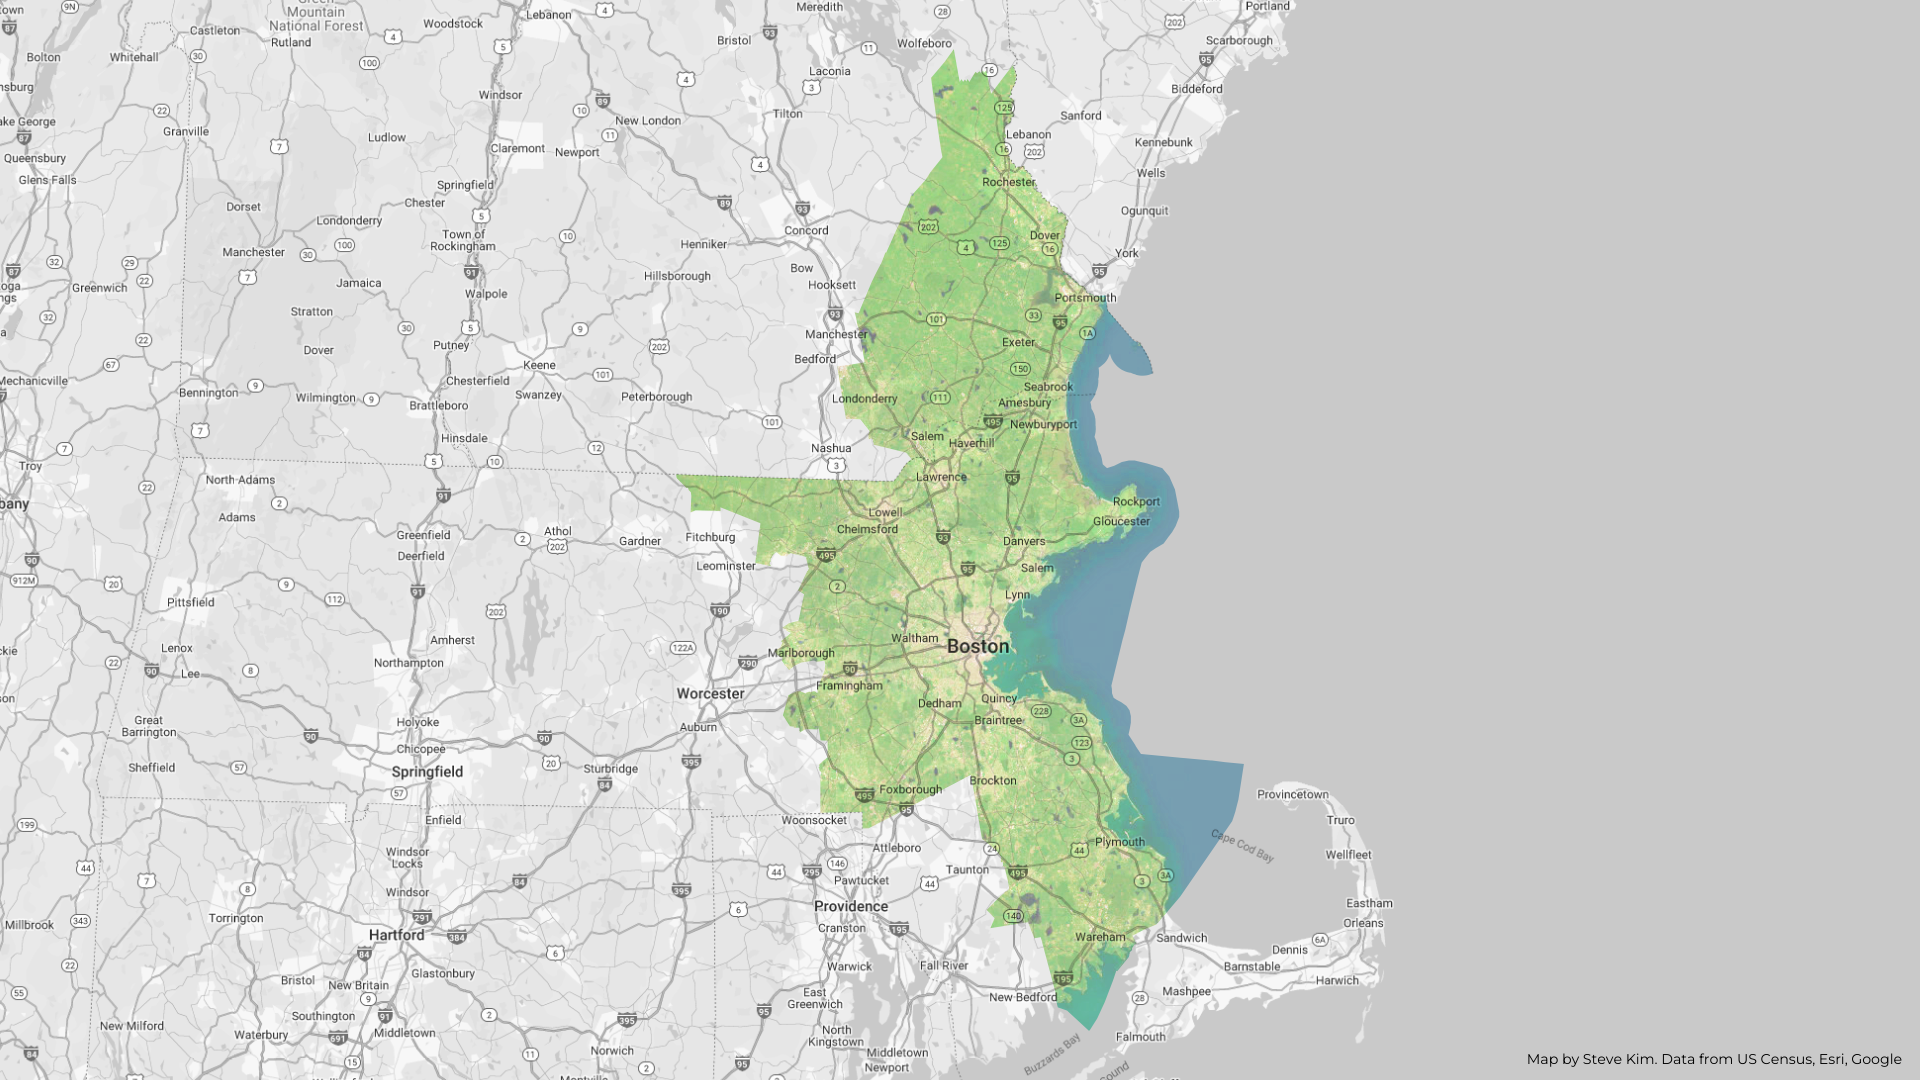 Green
Mountain
National Forest
Meredith
Portland
Lebanon
Woodstock
Castleton
Rutland
Bristol
Wolfeboro
Scarborough
Bolton
Whitehall
Laconia
Windsor
Biddeford
Tilton
Sanford
New London
Granville
Ludlow
Lebanon
Kennebunk
Claremont
Newport
Queensbury
Glens Falls
Springfield
Rochester
Wells
Chester
Dorset
Londonderry
Ogunquit
Concord
Town of
Rockingham
Dover
Henniker
Manchester
York
Bow
Hillsborough
Jamaica
Hooksett
Greenwich
Walpole
Portsmouth
Stratton
Manchester
Exeter
Putney
Dover
Bedford
Keene
Chesterfield
Seabrook
Bennington
Swanzey
Peterborough
Wilmington
Londonderry
Amesbury
Brattleboro
Newburyport
Hinsdale
Salem
Haverhill
Nashua
Troy
Lawrence
North Adams
Rockport
Lowell
Adams
Gloucester
Chelmsford
Athol
Greenfield
Fitchburg
Gardner
Danvers
Deerfield
Leominster
Salem
Lynn
Pittsfield
Waltham
Amherst
Boston
Lenox
Marlborough
Northampton
Lee
Framingham
Worcester
Quincy
Dedham
Great
Barrington
Holyoke
Auburn
Braintree
Chicopee
Sheffield
Springfield
Sturbridge
Brockton
Foxborough
Provincetown
Enfield
Woonsocket
Truro
Cape Cod Bay
Plymouth
Attleboro
Windsor
Locks
Wellfleet
Taunton
Pawtucket
Windsor
Providence
Eastham
Torrington
Millbrook
Cranston
Orleans
Hartford
Wareham
Sandwich
Dennis
Warwick
Fall River
Barnstable
Glastonbury
Bristol
Harwich
New Britain
East
Greenwich
New Bedford
Mashpee
Southington
New Milford
Waterbury
Middletown
North
Kingstown
Falmouth
Norwich
Middletown
Newport
Buzzards Bay
Map by Steve Kim. Data from US Census, Esri, Google